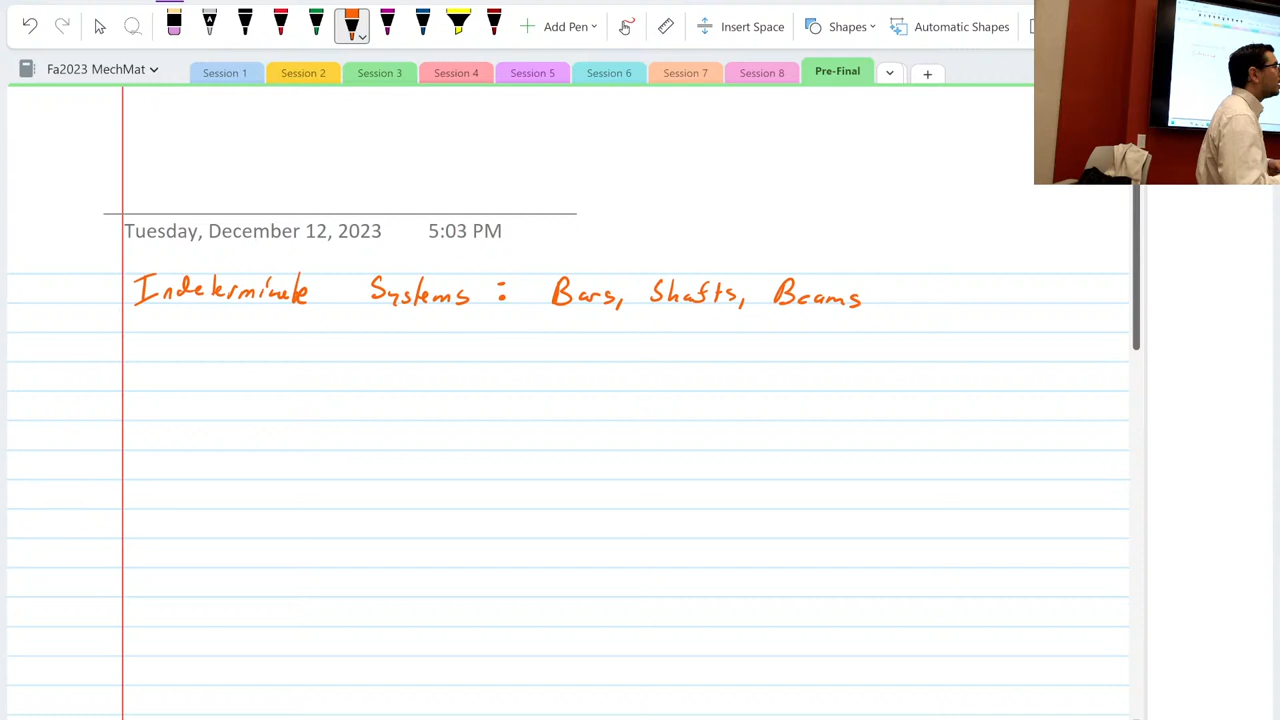 Add Pen
Insert Space
Shapes
Automatic Shapes
Fa2023 MechMat
Session 1
Session 2
Session 3
Session 4
Session 5
Session 6
Session 7
Session 8
Pre-Final
Tuesday, December 12, 2023 5:03 PM
Indeterminate Systems : Bars, Shafts, Beams